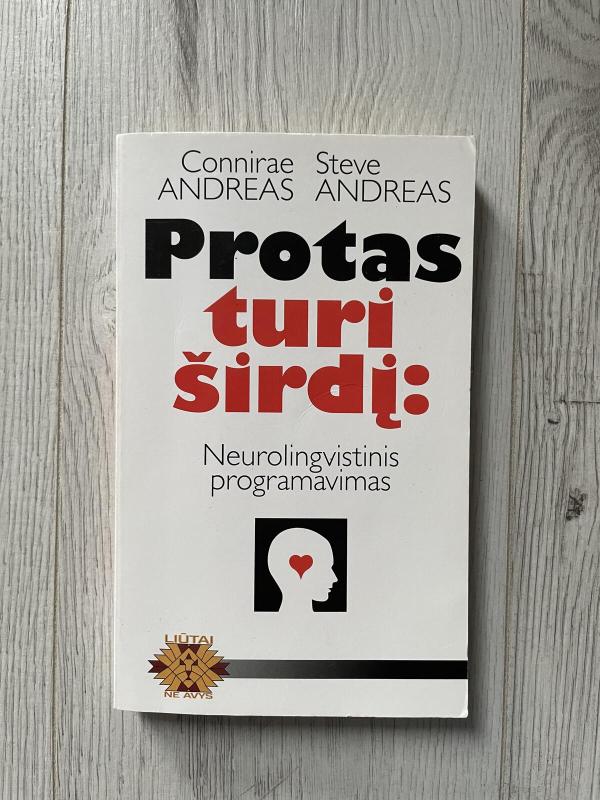 Connirae Steve
ANDREAS ANDREAS
Protas
turi
širdį:
Neurolingvistinis
programavimas
LIŪTAI
NE AVYS